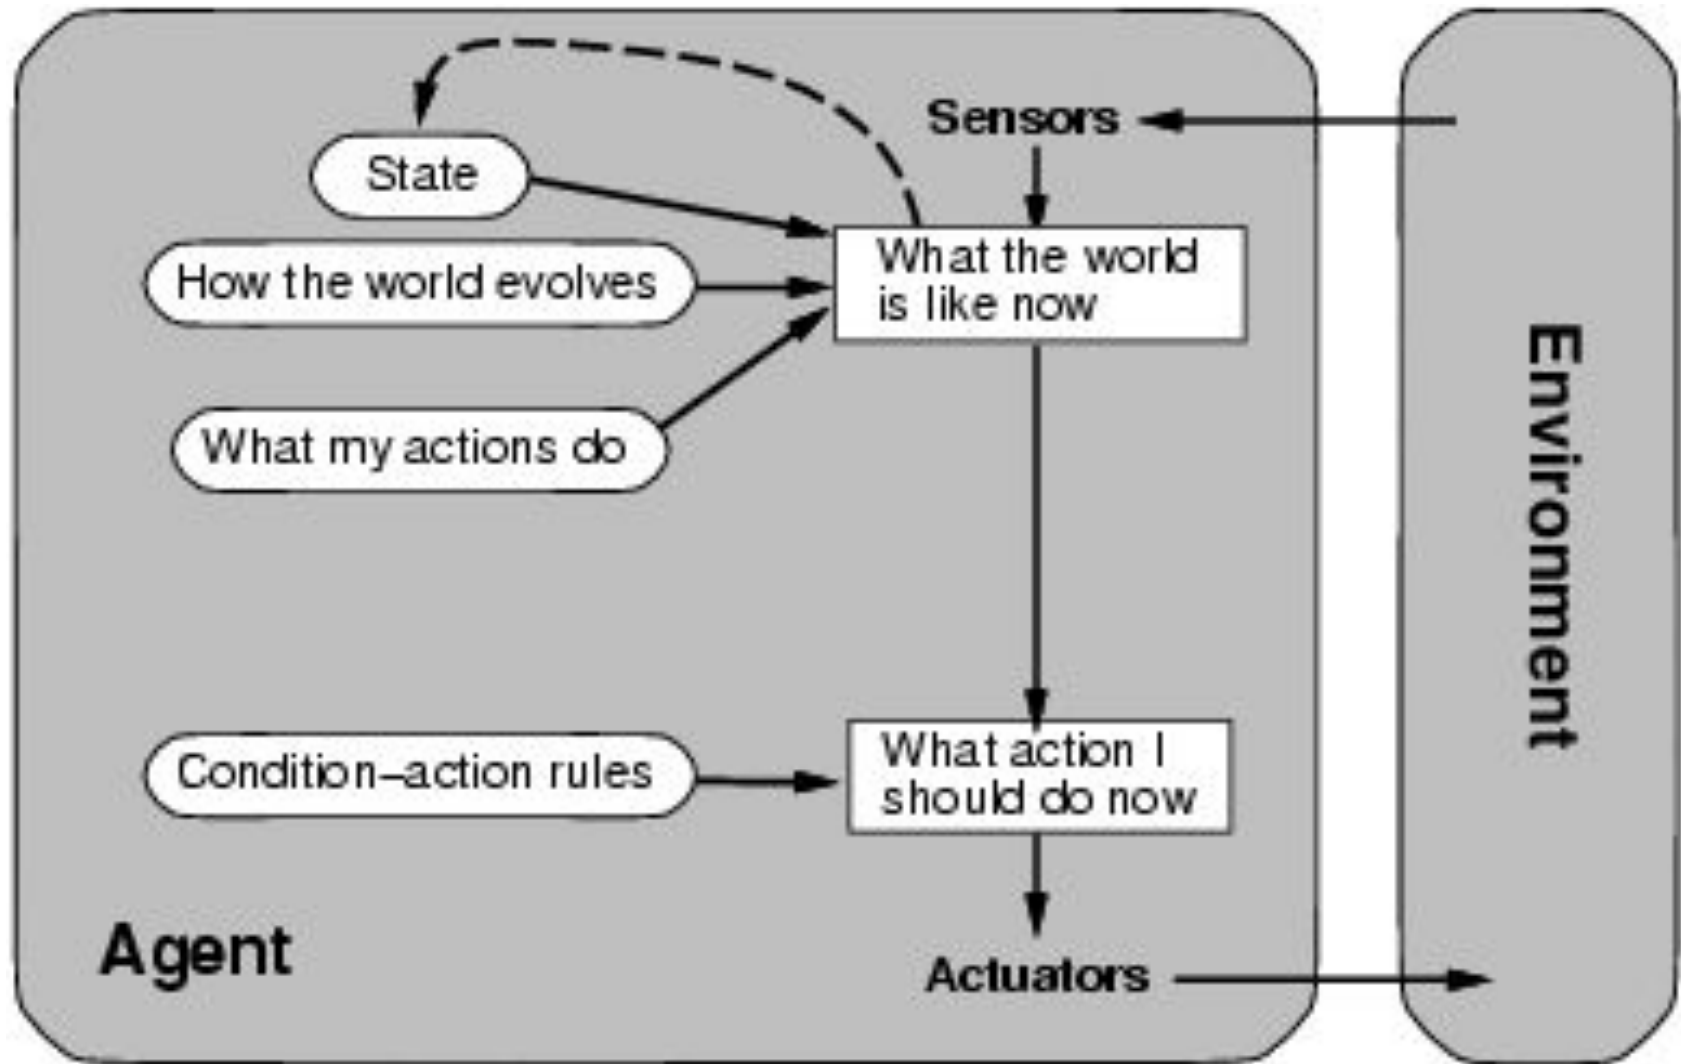 Sensors
State
What the world
is like now
How the world evolves
What my actions do
Environment
Condition–action rules
What action I
should do now
Agent
Actuators